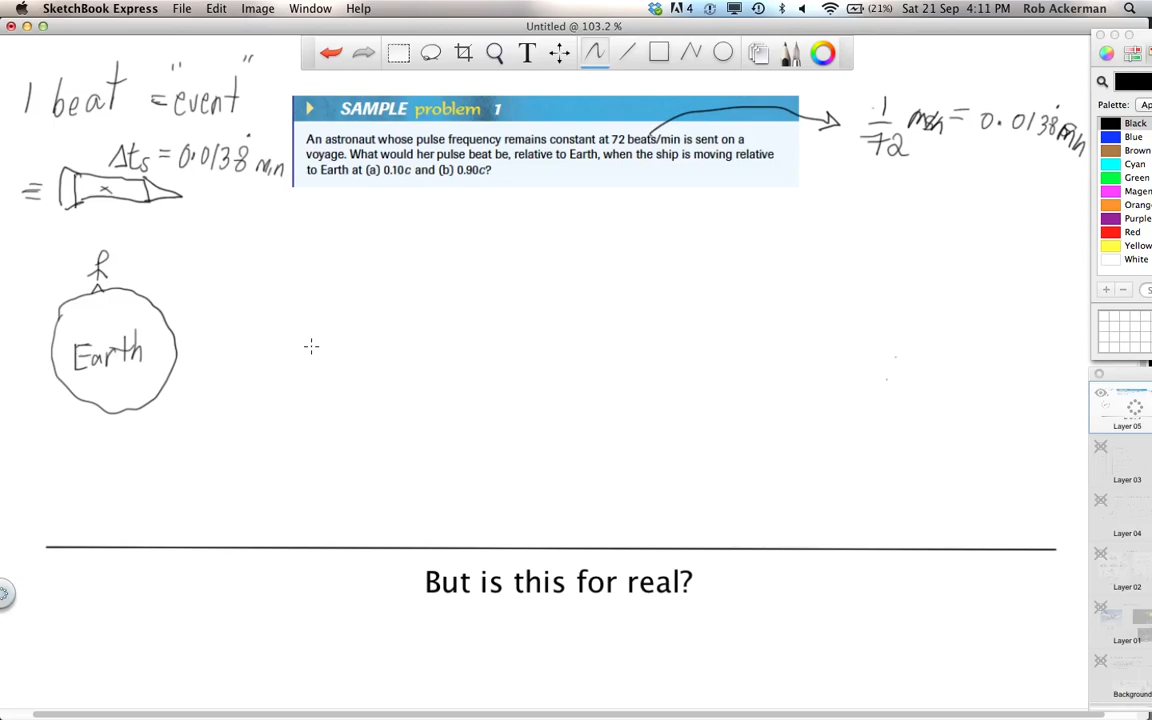 SketchBook Express File Edit Image Window Help 4 (21%) Sat 21 Sep 4:11 PM Rob Ackerman
Untitled @ 103.2 %
T
1 beat = "event"
Δts = 0.0138 min
=
SAMPLE problem 1
An astronaut whose pulse frequency remains constant at 72 beats/min is sent on a
voyage. What would her pulse beat be, relative to Earth, when the ship is moving relative
to Earth at (a) 0.10c and (b) 0.90c?
1/72 min = 0.0138 min
Earth
But is this for real?
Palette: Ap
Black
Blue
Brown
Cyan
Green
Magen
Orang
Purple
Red
Yellow
White
S
Layer 05
Layer 03
Layer 04
Layer 02
Layer 01
Background